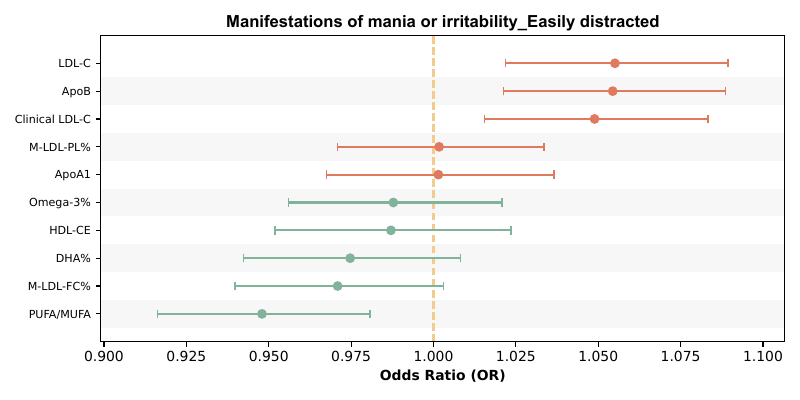 Manifestations of mania or irritability_Easily distracted
LDL-C
ApoB
Clinical LDL-C
M-LDL-PL%
ApoA1
Omega-3%
HDL-CE
DHA%
M-LDL-FC%
PUFA/MUFA
0.900 0.925 0.950 0.975 1.000 1.025 1.050 1.075 1.100
Odds Ratio (OR)